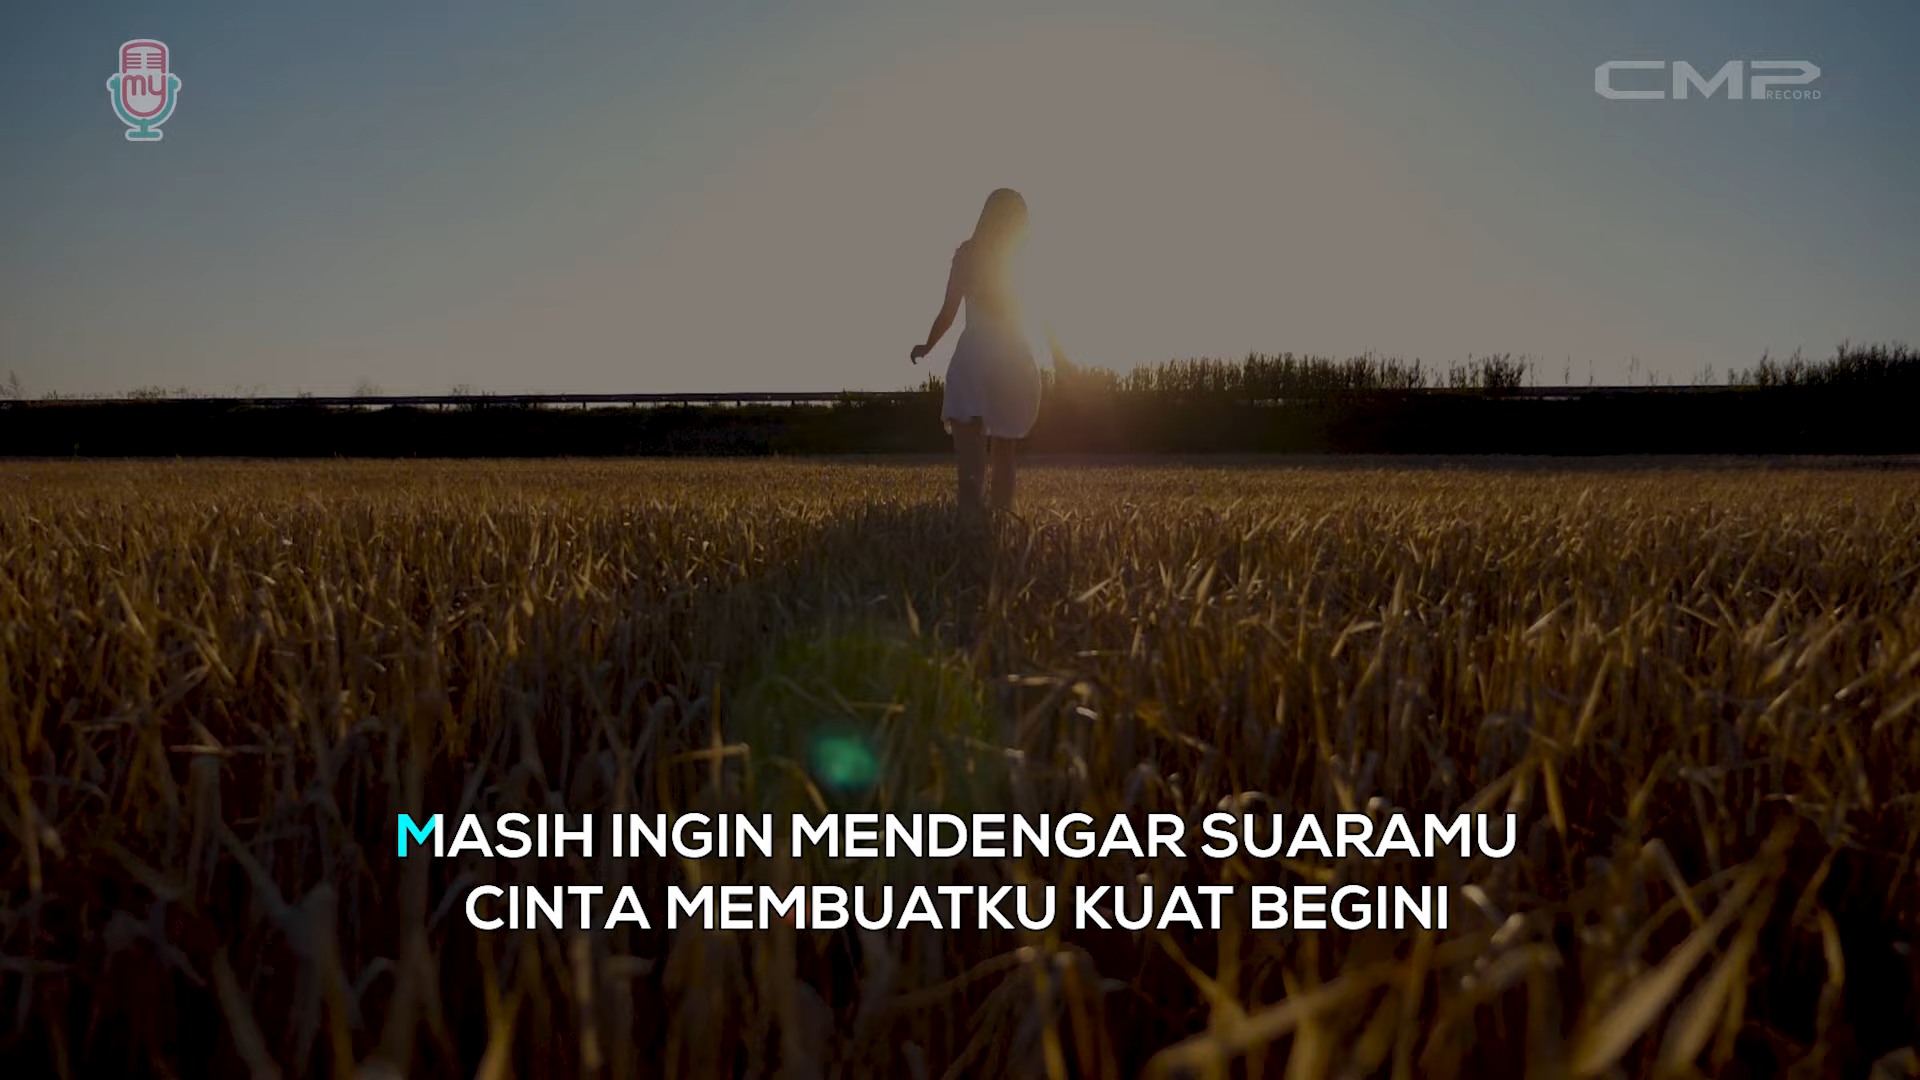 my
CMP
RECORD
MASIH INGIN MENDENGAR SUARAMU
CINTA MEMBUATKU KUAT BEGINI